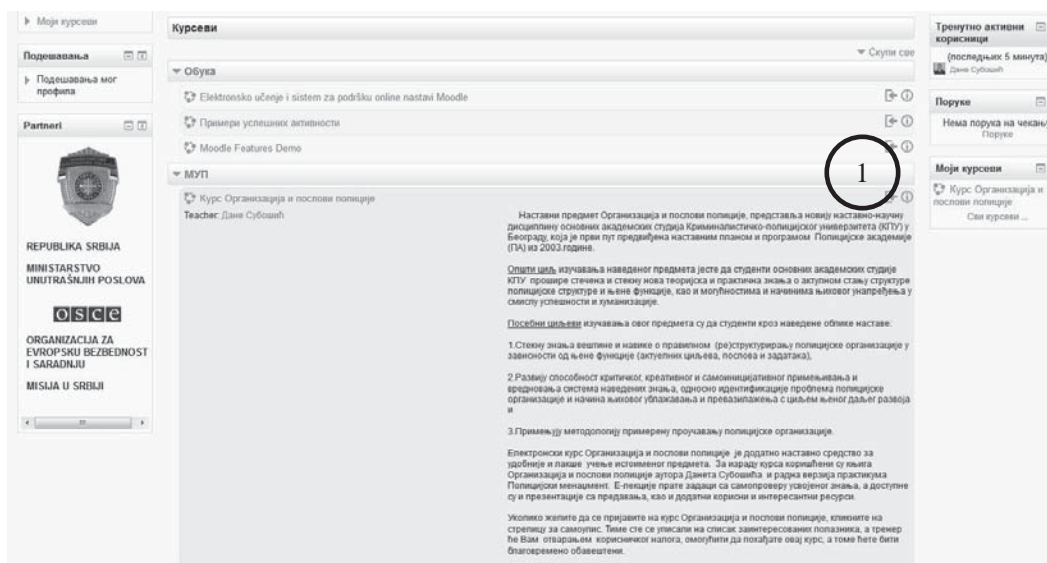 Моји курсеви
Подешавања
Подешавања мог
профила
Partneri
REPUBLIKA SRBIJA
MINISTARSTVO
UNUTRAŠNJIH POSLOVA
osce
ORGANIZACIJA ZA
EVROPSKU BEZBEDNOST
I SARADNJU
MISIJA U SRBIJI
Курсеви
Скупи све
Обука
Elektronsko učenje i sistem za podršku online nastavi Moodle
Примери успешних активности
Moodle Features Demo
МУП
1
Курс Организација и послови полиције
Teacher: Дане Субошић
Наставни предмет Организација и послови полиције, представља новију наставно-научну
дисциплину основних академских студија Криминалистичко-полицијског универзитета (КПУ) у
Београду, која је први пут предвиђена наставним планом и програмом Полицијске академије
(ПА) из 2003.године.
Општи циљ изучавања наведеног предмета јесте да студенти основних академских студије
КПУ прошире стечена и стекну нова теоријска и практична знања о актуелном стању структуре
полицијске структуре и њене функције, као и могућностима и начинима њиховог унапређења у
смислу успешности и хуманизације.
Посебни циљеви изучавања овог предмета су да студенти кроз наведене облике наставе:
1.Стекну знања вештине и навике о правилном (ре)структурирању полицијске организације у
зависности од њене функције (актуелних циљева, послова и задатака),
2.Развију способност критичког, креативног и самоиницијативног примењивања и
вредновања система наведених знања, односно идентификације проблема полицијске
организације и начина њиховог ублажавања и превазилажења с циљем њеног даљег развоја
и
3.Примењују методологију примерену проучавању полицијске организације.
Електронски курс Организација и послови полиције је додатно наставно средство за
удобније и лакше учење истоименог предмета. За израду курса коришћени су књига
Организација и послови полиције аутора Данета Субошића и радна верзија практикума
Полицијски менаџмент. Е-лекције прате задаци са самопроверу усвојеног знања, а доступне
су и презентације са предавања, као и додатни корисни и интересантни ресурси.
Уколико желите да се пријавите на курс Организација и послови полиције, кликните на
стрелицу за самоупис. Тиме сте се уписали на списак заинтересованих полазника, а тренер
ће Вам отварањем корисничког налога, омогућити да похађате овај курс, а томе ћете бити
благовремено обавештени.
Тренутно активни
корисници
(последњих 5 минута)
Дане Субошић
Поруке
Нема порука на чекању
Поруке
Моји курсеви
Курс Организација и
послови полиције
Сви курсеви ...